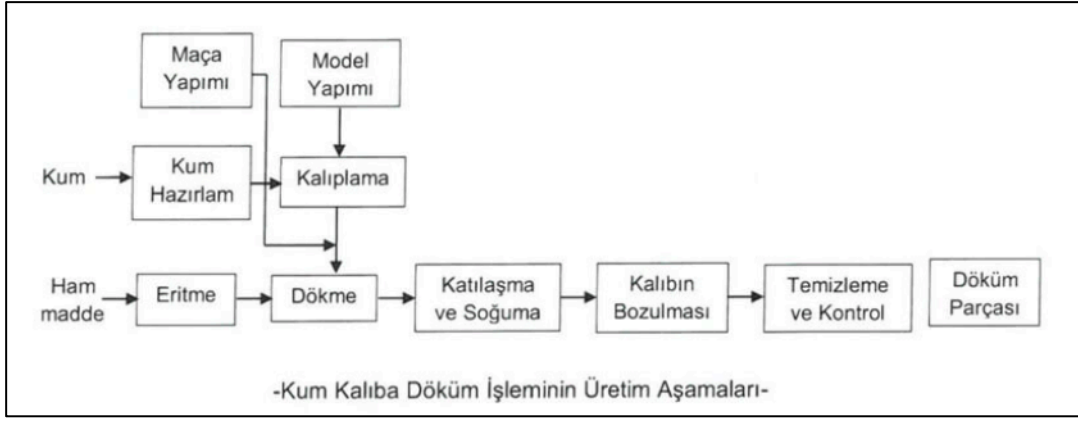 Maça
Yapımı
Model
Yapımı
Kum
Kum
Hazırlam
Kalıplama
Ham
madde
Eritme
Dökme
Katılaşma
ve Soğuma
Kalıbın
Bozulması
Temizleme
ve Kontrol
Döküm
Parçası
-Kum Kalıba Döküm İşleminin Üretim Aşamaları-